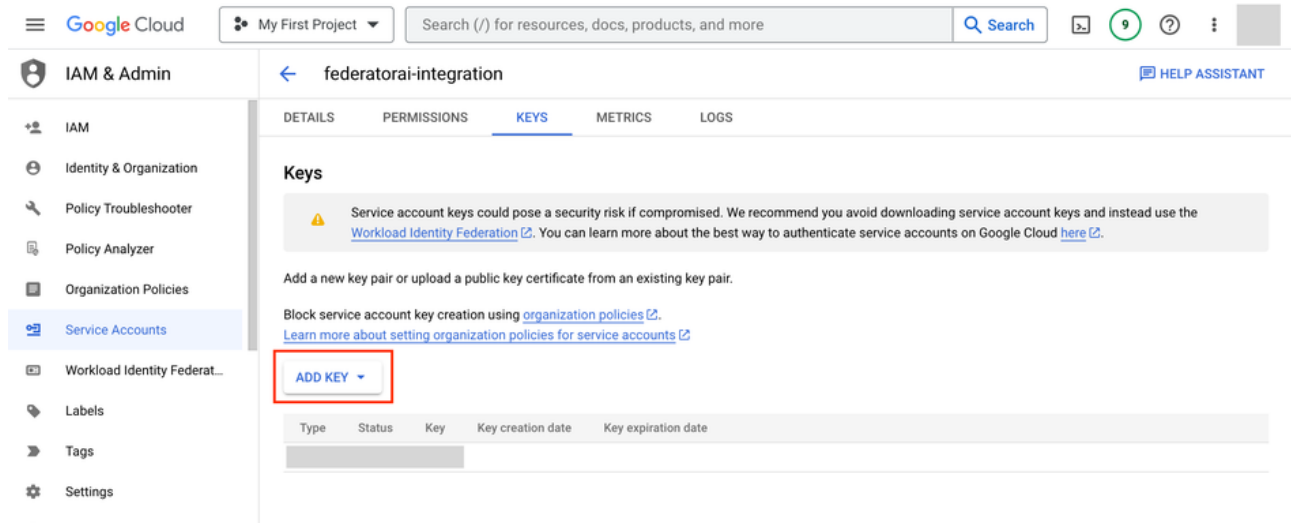 Google Cloud
My First Project
Search (/) for resources, docs, products, and more
Search
9
IAM & Admin
federatorai-integration
HELP ASSISTANT
IAM
Identity & Organization
Policy Troubleshooter
Policy Analyzer
Organization Policies
Service Accounts
Workload Identity Federat...
Labels
Tags
Settings
DETAILS PERMISSIONS KEYS METRICS LOGS
Keys
Service account keys could pose a security risk if compromised. We recommend you avoid downloading service account keys and instead use the
Workload Identity Federation. You can learn more about the best way to authenticate service accounts on Google Cloud here.
Add a new key pair or upload a public key certificate from an existing key pair.
Block service account key creation using organization policies.
Learn more about setting organization policies for service accounts
ADD KEY
Type Status Key Key creation date Key expiration date